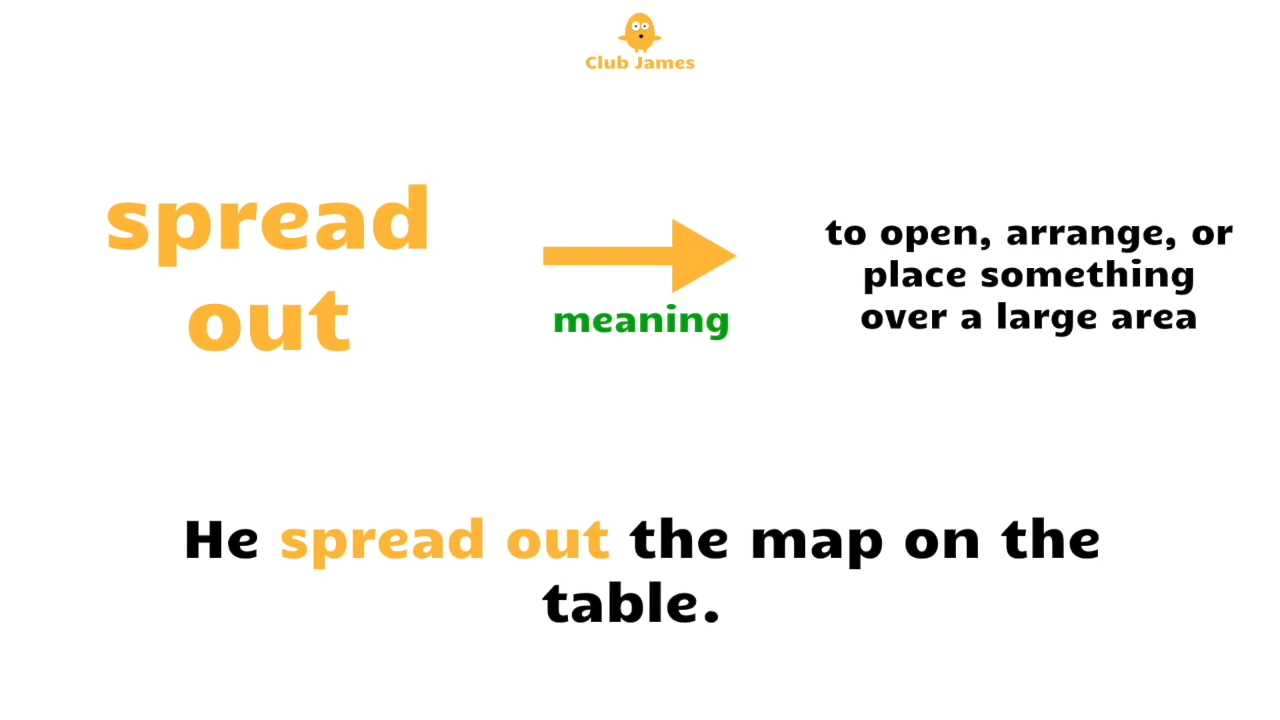 Club James
spread
out
meaning
to open, arrange, or
place something
over a large area
He spread out the map on the
table.